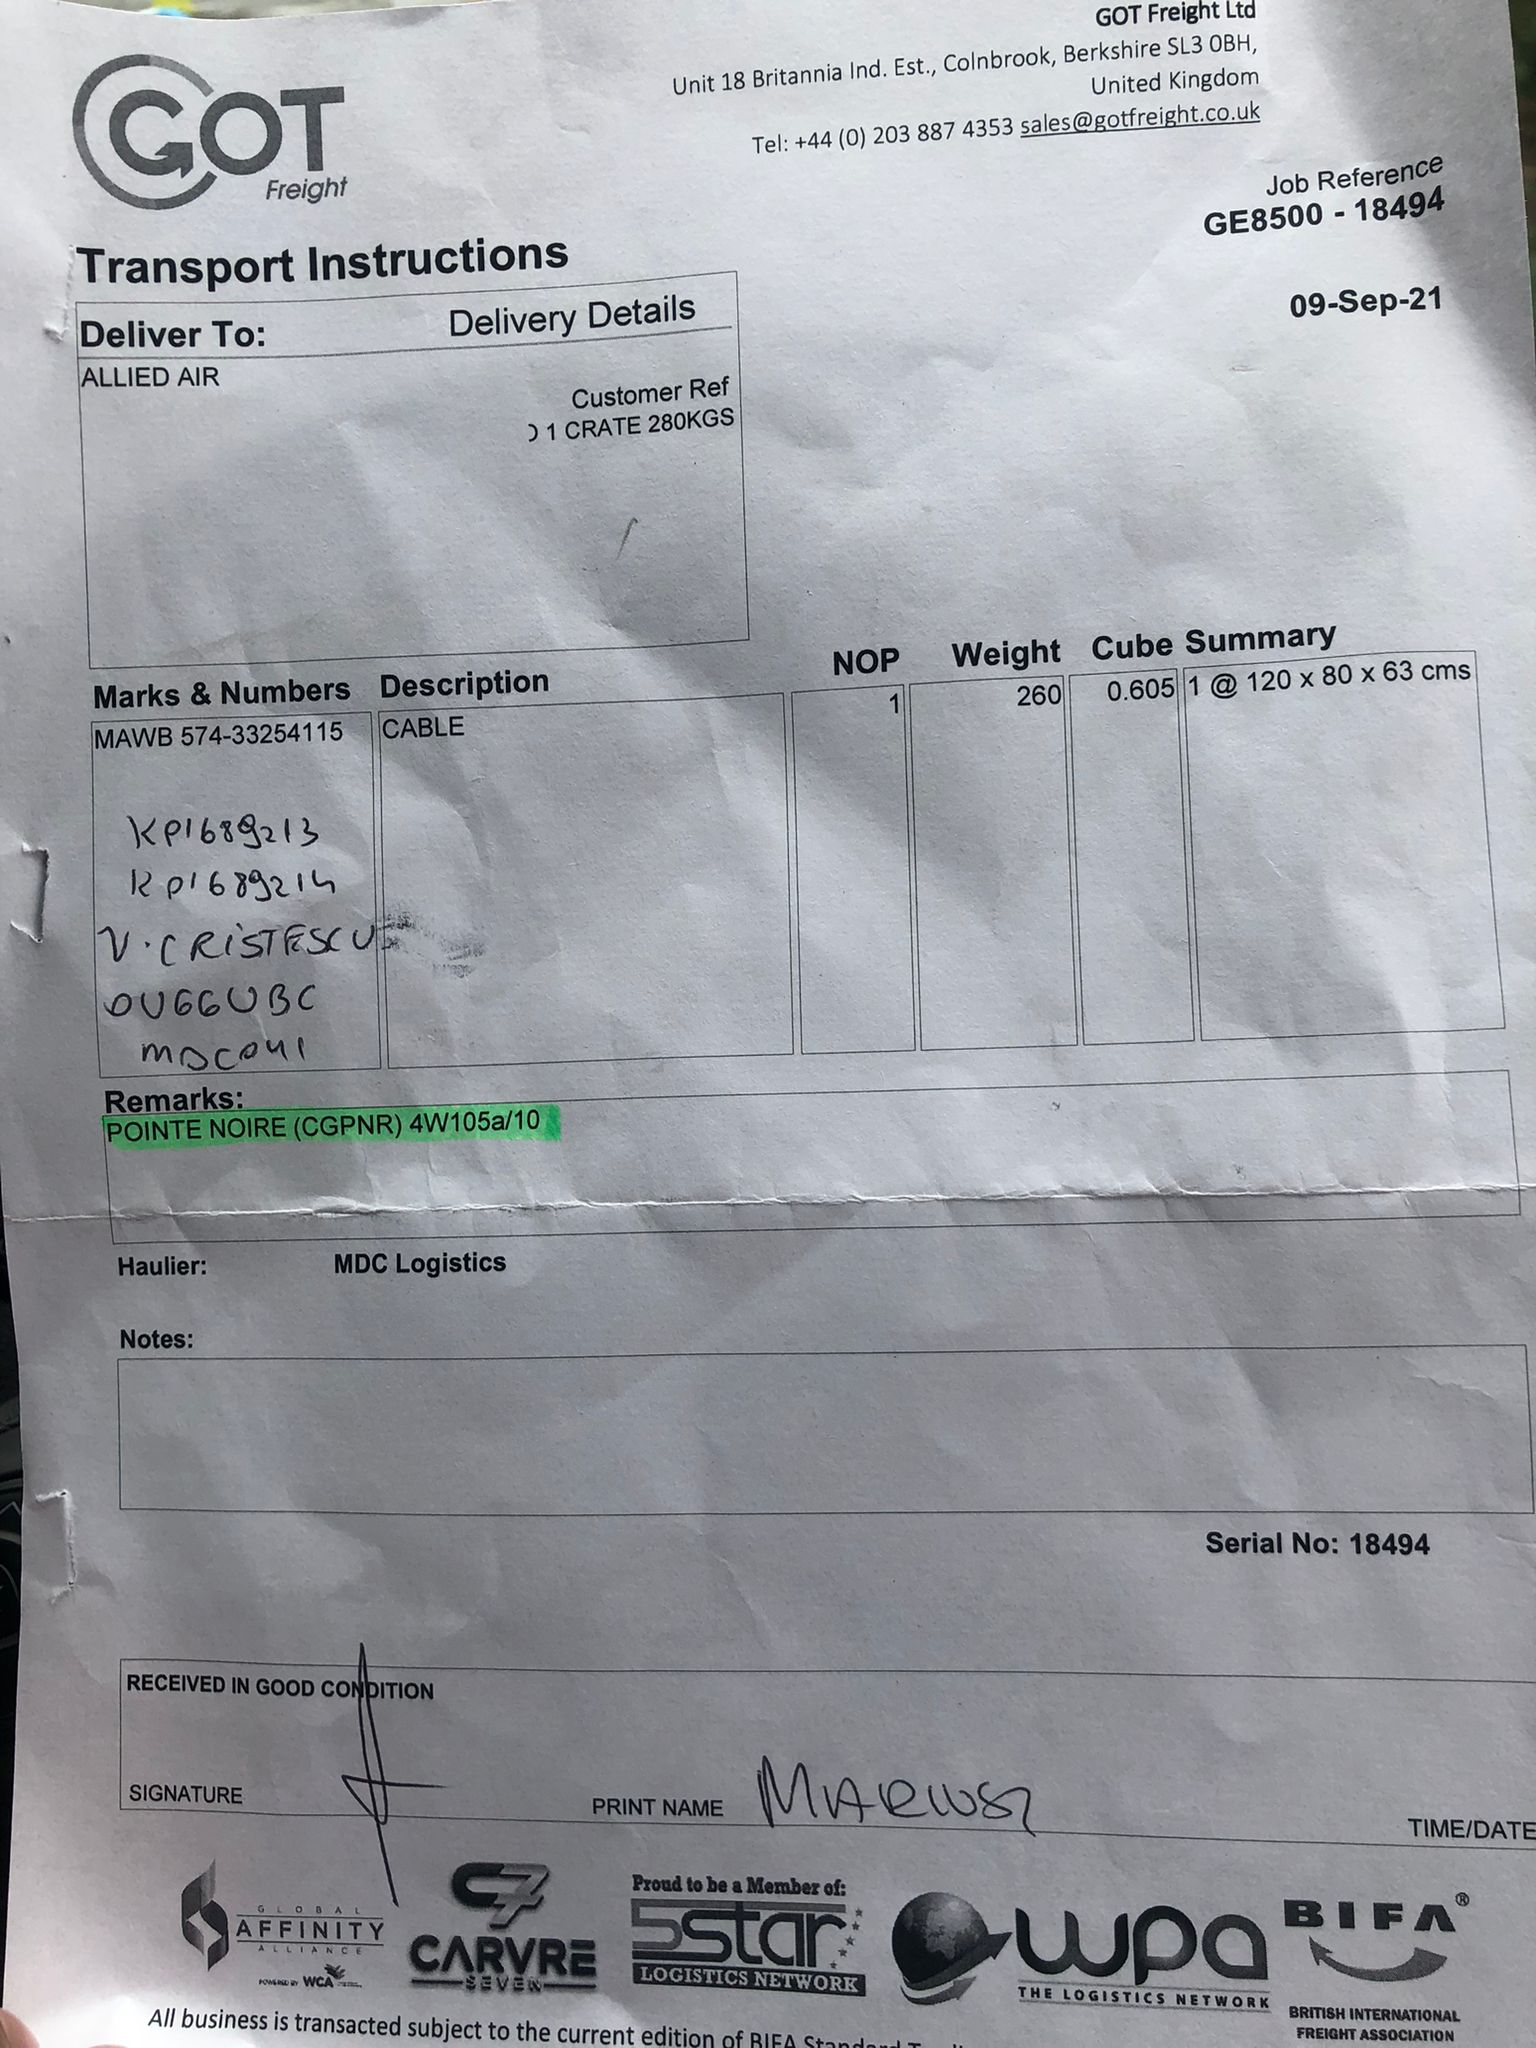 GOT
Freight
GOT Freight Ltd
Unit 18 Britannia Ind. Est., Colnbrook, Berkshire SL3 0BH,
United Kingdom
Tel: +44 (0) 203 887 4353 sales@gotfreight.co.uk
Job Reference
GE8500 - 18494
09-Sep-21
Transport Instructions
Deliver To: Delivery Details
ALLIED AIR
Customer Ref
1 CRATE 280KGS
Marks & Numbers Description NOP Weight Cube Summary
MAWB 574-33254115 CABLE 1 260 0.605 1 @ 120 x 80 x 63 cms
KP1689213
KP1689214
V.CRISTESCU
OU66UBC
MDC041
Remarks:
POINTE NOIRE (CGPNR) 4W105a/10
Haulier: MDC Logistics
Notes:
Serial No: 18494
RECEIVED IN GOOD CONDITION
SIGNATURE PRINT NAME MARIUSZ TIME/DATE
GLOBAL
AFFINITY
ALLIANCE
POWERED BY WCA
C7
CARVRE
SEVEN
Proud to be a Member of:
5star
LOGISTICS NETWORK
wpa
THE LOGISTICS NETWORK
BIFA®
BRITISH INTERNATIONAL
FREIGHT ASSOCIATION
All business is transacted subject to the current edition of BIFA Standard